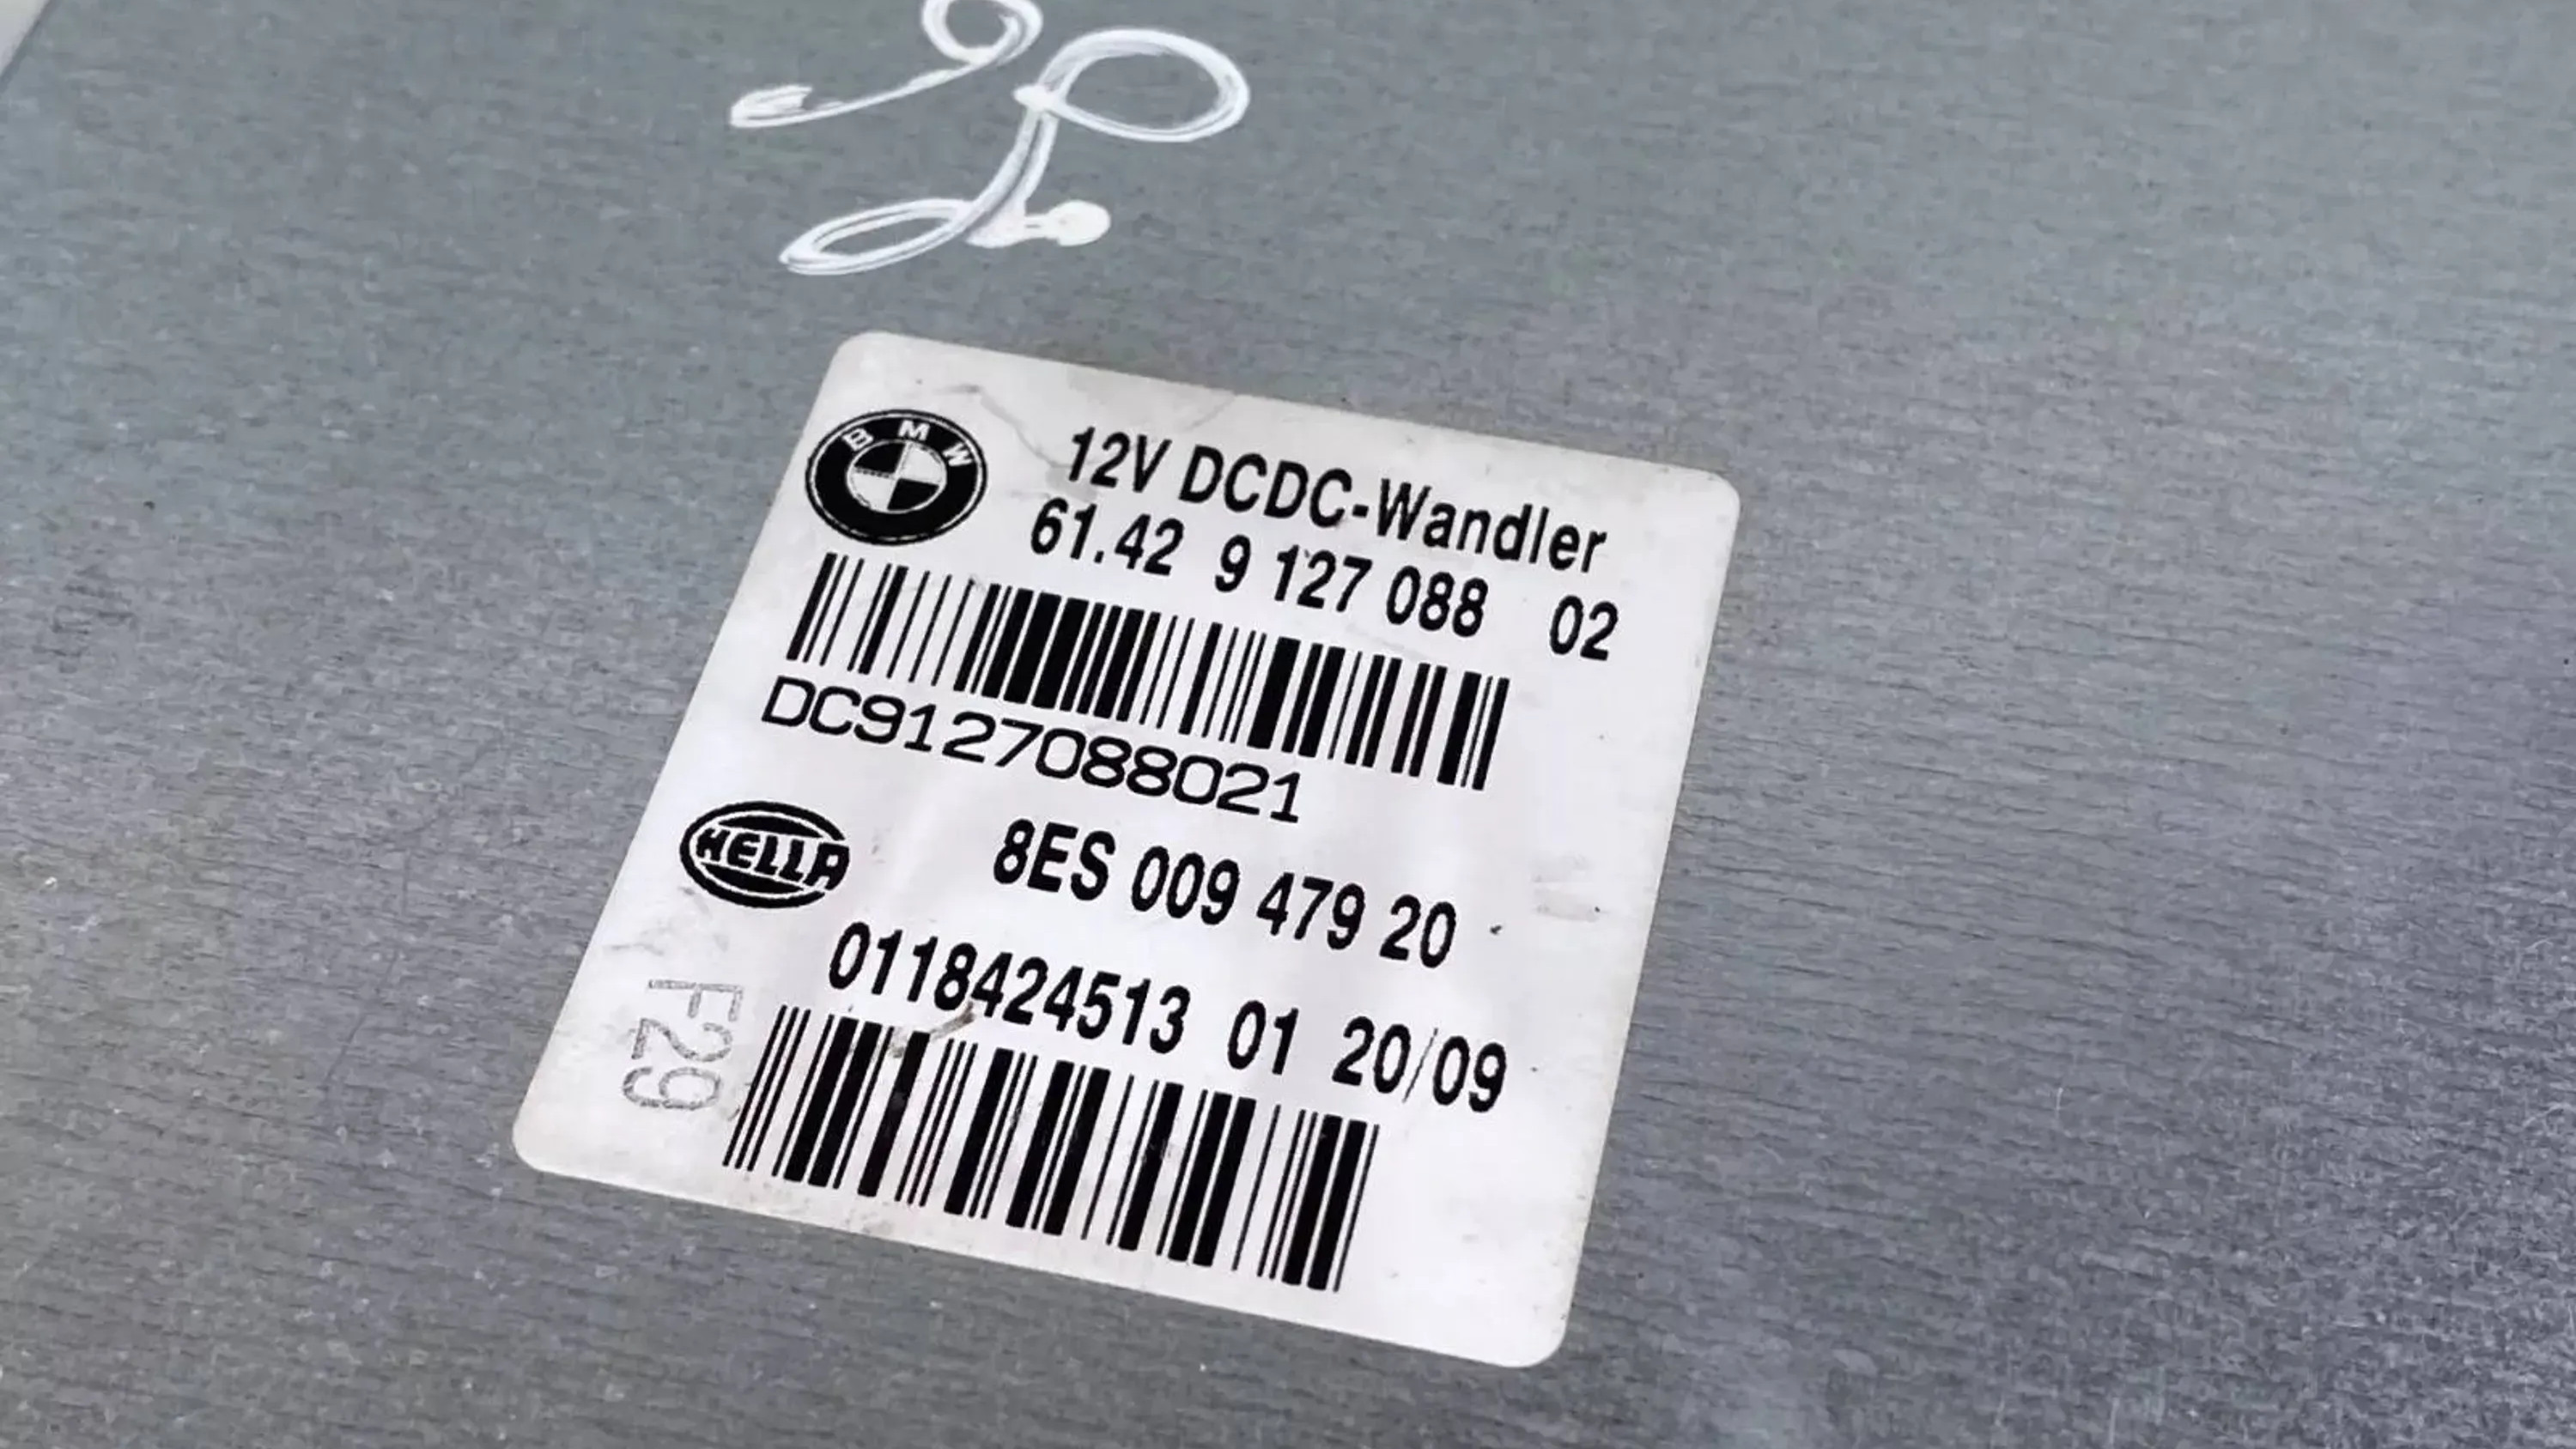 BMW
12V DCDC-Wandler
61.42 9 127 088 02
DC9127088021
HELLA
8ES 009 479 20
0118424513 01 20/09
F29